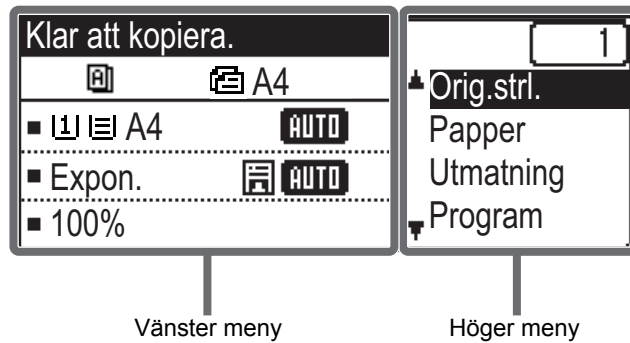 Klar att kopiera.
A A4
1 A4 AUTO
Expon. AUTO
100%
1
Orig.strl.
Papper
Utmatning
Program
Vänster meny
Höger meny